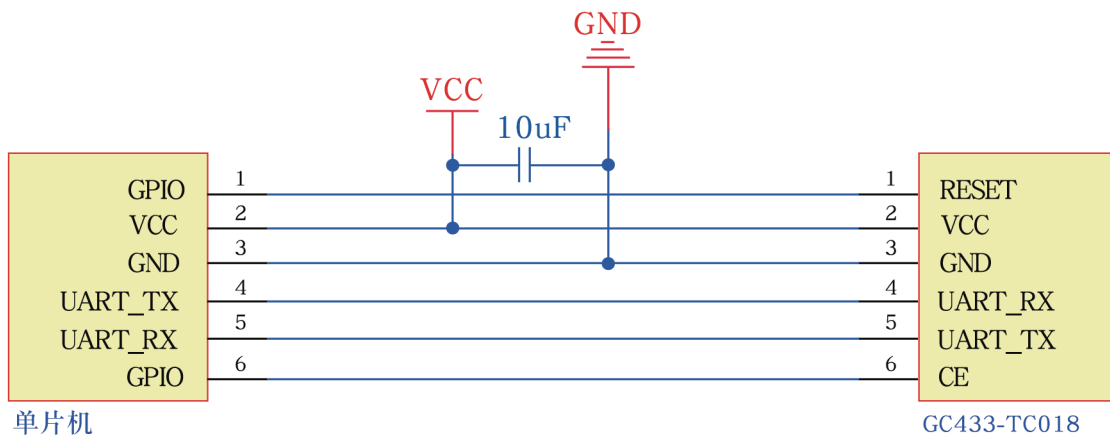 GND
VCC
10uF
GPIO 1 1 RESET
VCC 2 2 VCC
GND 3 3 GND
UART_TX 4 4 UART_RX
UART_RX 5 5 UART_TX
GPIO 6 6 CE
单片机 GC433-TC018